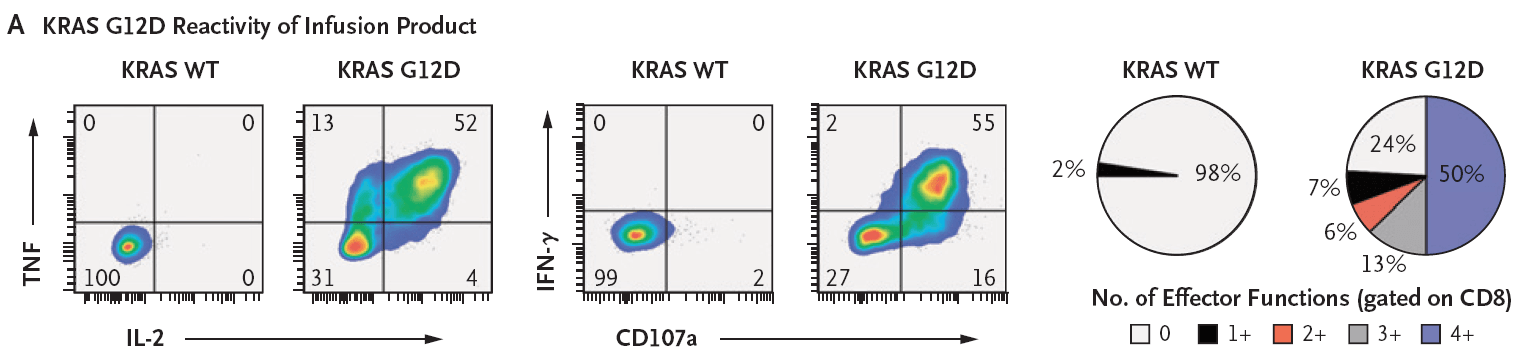 A KRAS G12D Reactivity of Infusion Product
KRAS WT
KRAS G12D
KRAS WT
KRAS G12D
KRAS WT
KRAS G12D
TNF
0
0
100
0
13
52
31
4
IL-2
IFN-γ
0
0
99
2
2
55
27
16
CD107a
2%
98%
24%
7%
6%
13%
50%
No. of Effector Functions (gated on CD8)
0 1+ 2+ 3+ 4+